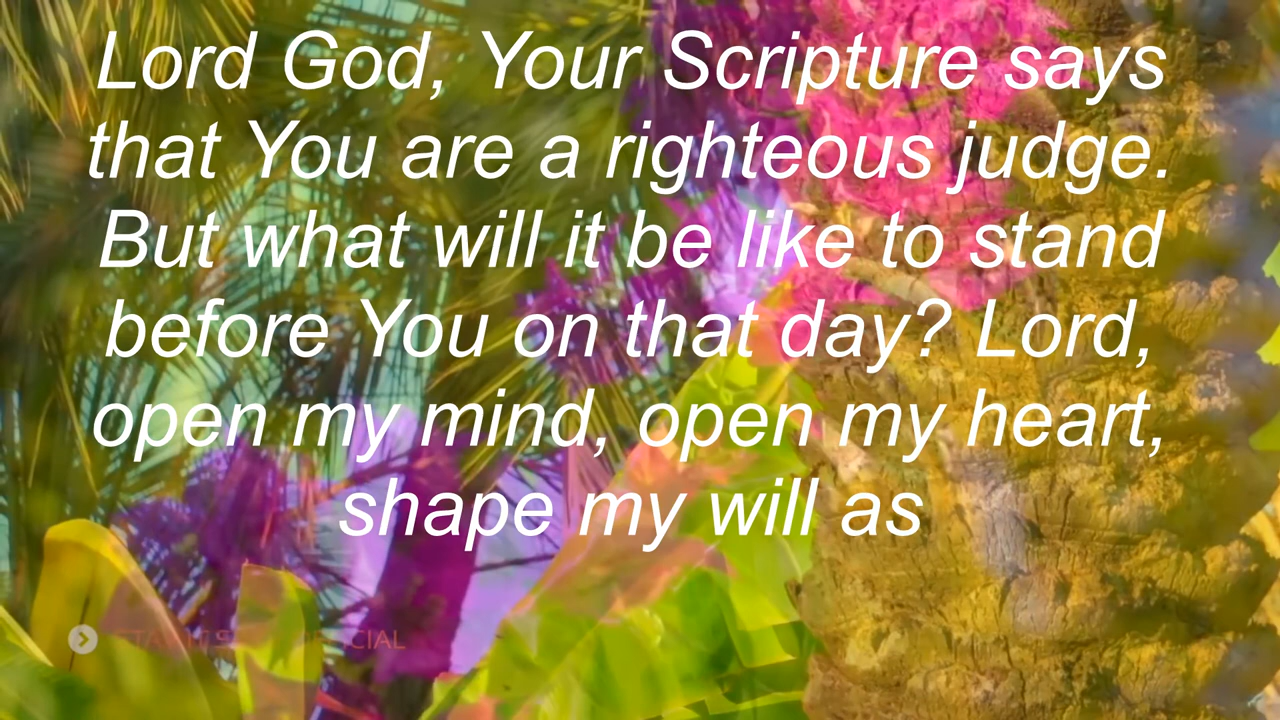 Lord God, Your Scripture says
that You are a righteous judge.
But what will it be like to stand
before You on that day? Lord,
open my mind, open my heart,
shape my will as